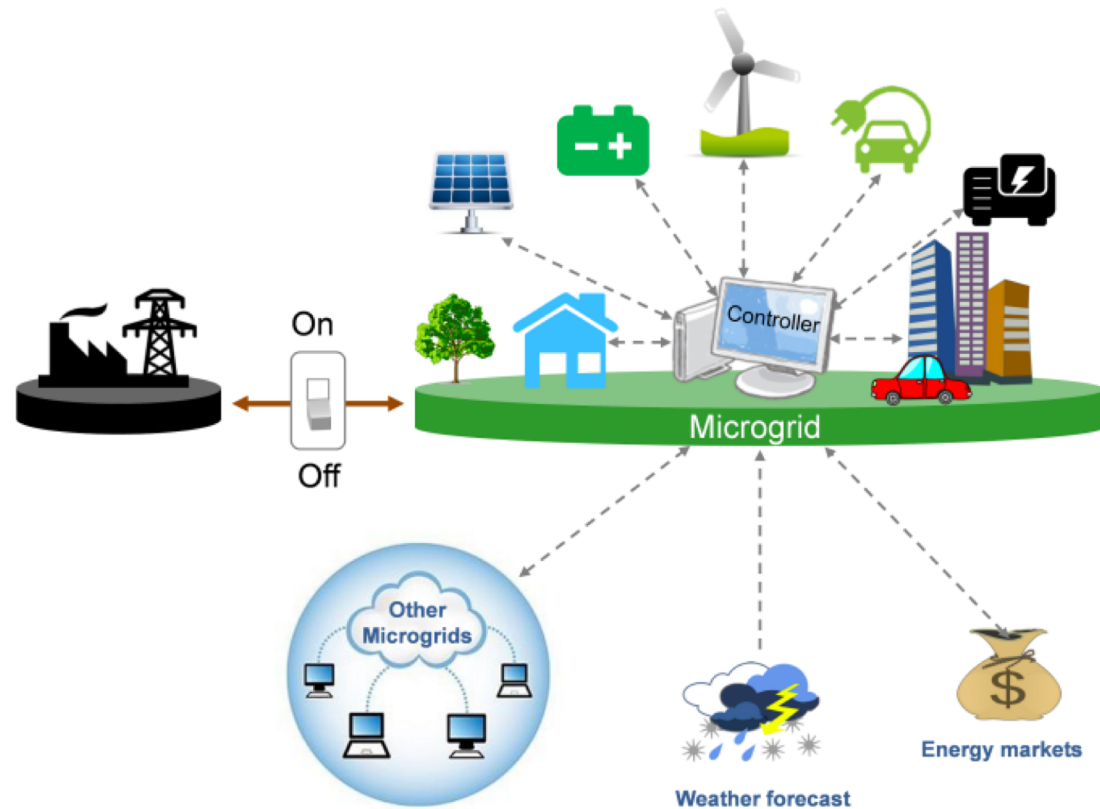 On
Off
Controller
Microgrid
Other
Microgrids
$
Energy markets
Weather forecast